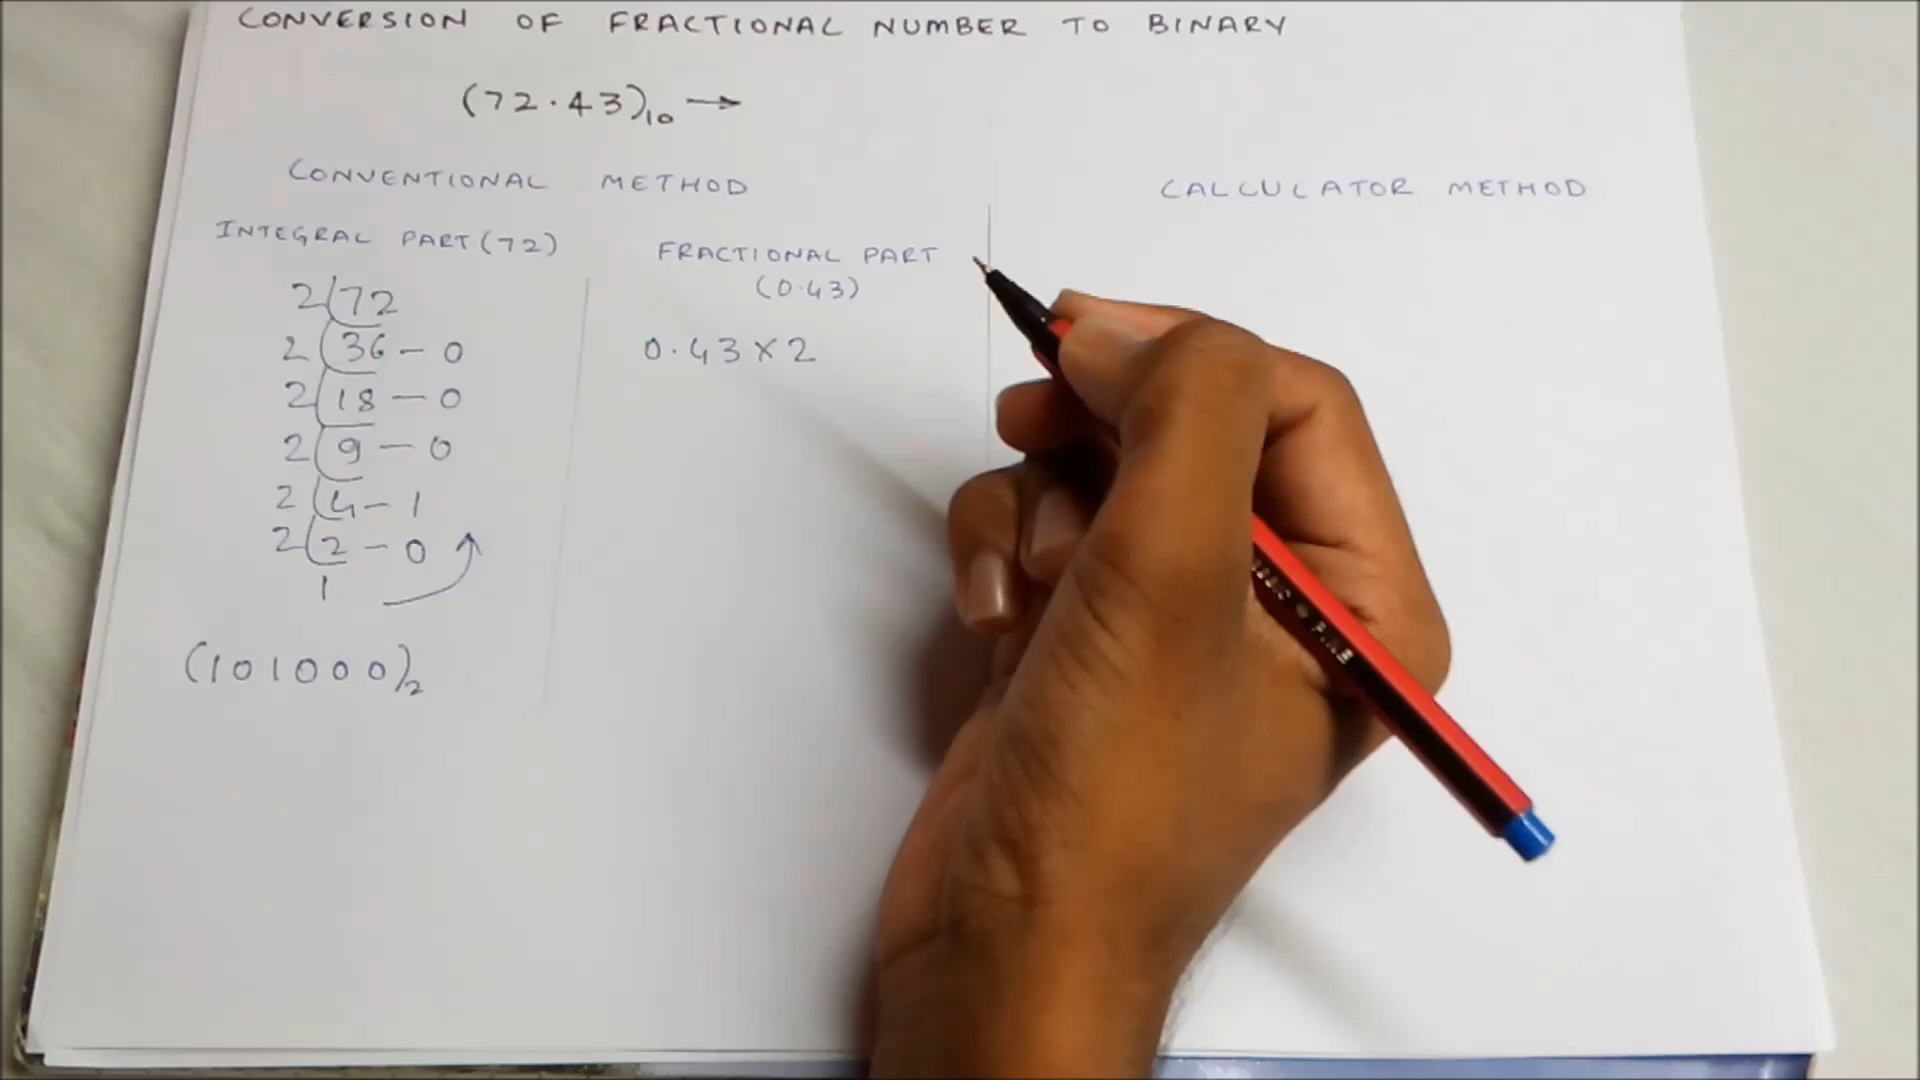 CONVERSION OF FRACTIONAL NUMBER TO BINARY
(72.43)10 →
CONVENTIONAL METHOD
INTEGRAL PART (72)
2 72
2 36 - 0
2 18 - 0
2 9 - 0
2 4 - 1
2 2 - 0
1
(101000)2
FRACTIONAL PART
(0.43)
0.43 × 2
CALCULATOR METHOD